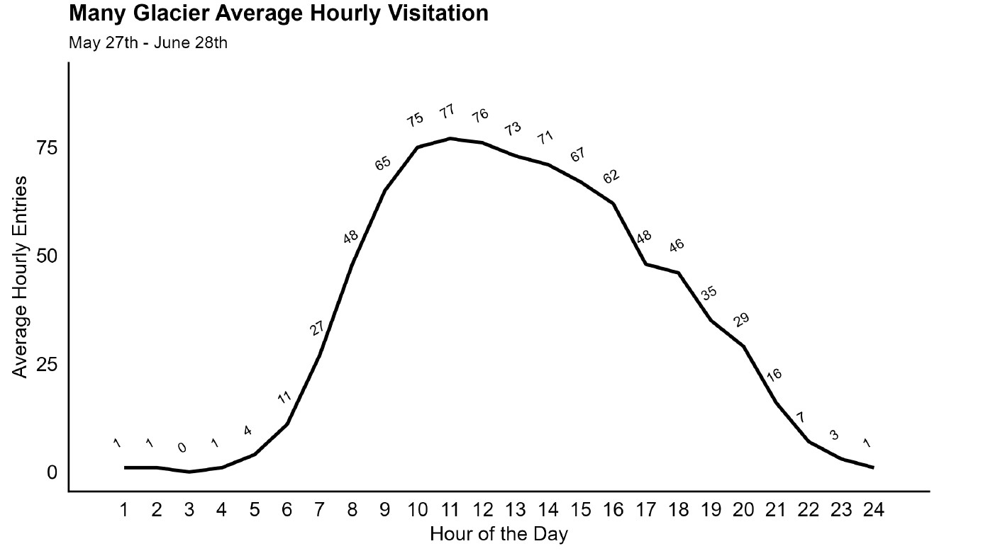 Many Glacier Average Hourly Visitation
May 27th - June 28th
Average Hourly Entries
75
50
25
0
1 1 0 1 4 11 27 48 65 75 77 76 73 71 67 62 48 46 35 29 16 7 3 1
1 2 3 4 5 6 7 8 9 10 11 12 13 14 15 16 17 18 19 20 21 22 23 24
Hour of the Day